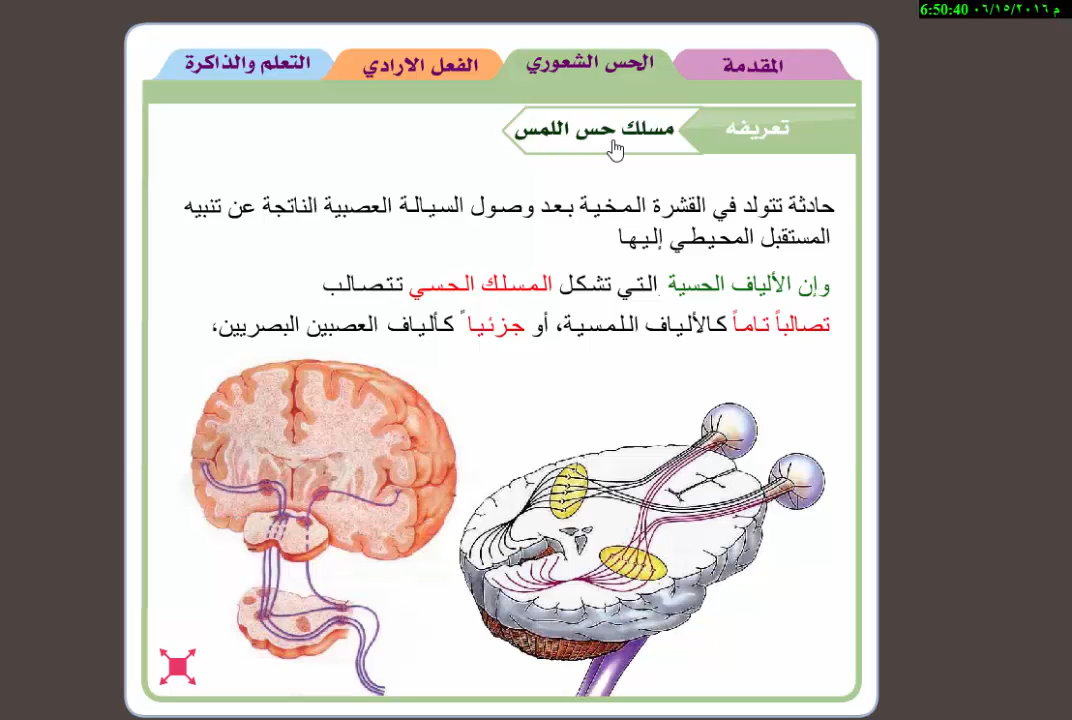 6:50:40 م ٠٦/١٥/٢٠١٦
المقدمة
الحس الشعوري
الفعل الارادي
التعلم والذاكرة
تعريفه
مسلك حس اللمس
حادثة تتولد في القشرة المخية بعد وصول السيالة العصبية الناتجة عن تنبيه
المستقبل المحيطي إليها
وإن الألياف الحسية التي تشكل المسلك الحسي تتصالب
تصالباً تاماً كالألياف اللمسية، أو جزئياً كألياف العصبين البصريين،